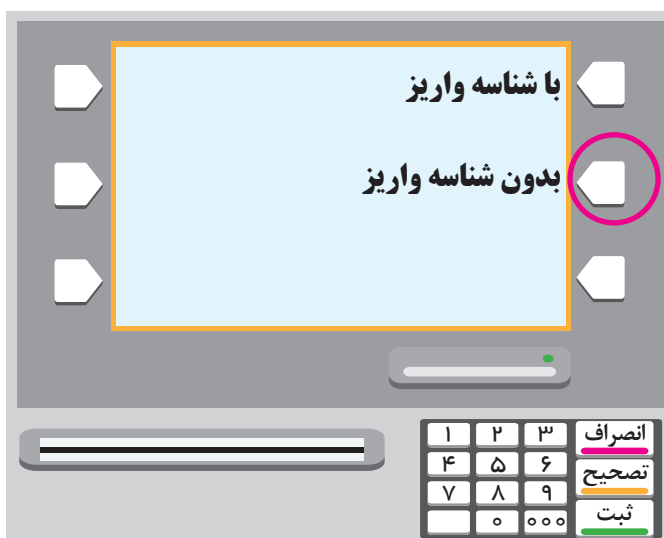 با شناسه واریز
بدون شناسه واریز
۱ ۲ ۳ انصراف
۴ ۵ ۶ تصحیح
۷ ۸ ۹
۰ ۰۰۰ ثبت